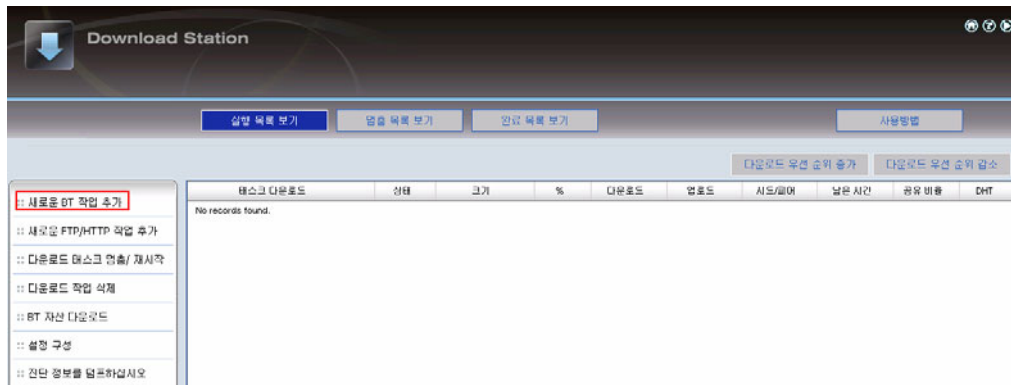 Download Station
실행 목록 보기
멈춤 목록 보기
완료 목록 보기
사용방법
다운로드 우선 순위 증가
다운로드 우선 순위 감소
태스크 다운로드
상태
크기
%
다운로드
업로드
시드/피어
남은 시간
공유 비율
DHT
No records found.
:: 새로운 BT 작업 추가
:: 새로운 FTP/HTTP 작업 추가
:: 다운로드 태스크 멈춤/ 재시작
:: 다운로드 작업 삭제
:: BT 자산 다운로드
:: 설정 구성
:: 진단 정보를 덤프하십시오